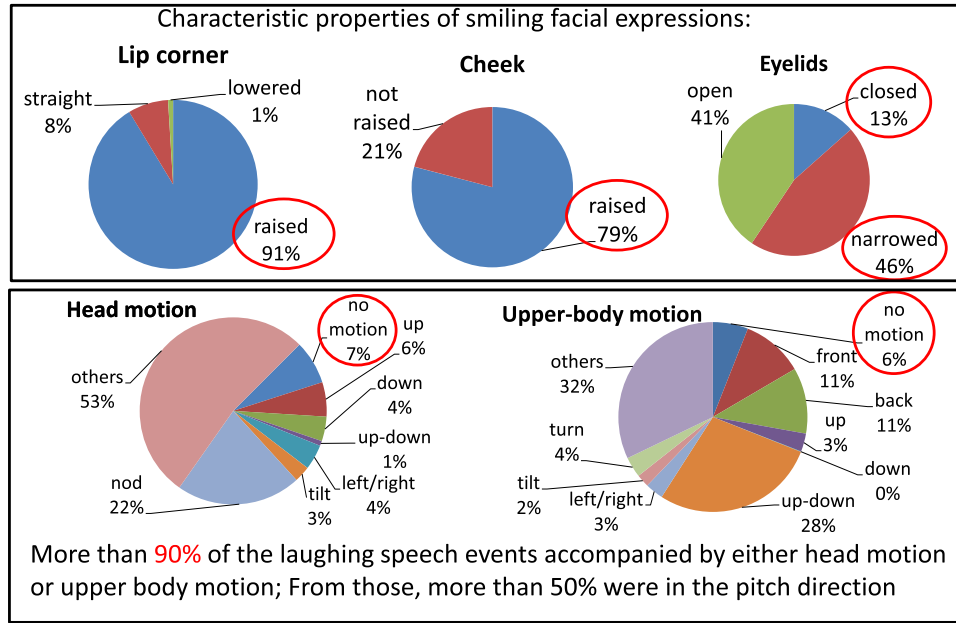 Characteristic properties of smiling facial expressions:
Lip corner
straight
8%
lowered
1%
raised
91%
Cheek
not
raised
21%
raised
79%
Eyelids
open
41%
closed
13%
narrowed
46%
Head motion
no
motion
7%
up
6%
down
4%
up-down
1%
left/right
4%
tilt
3%
nod
22%
others
53%
Upper-body motion
no
motion
6%
front
11%
back
11%
up
3%
down
0%
up-down
28%
left/right
3%
tilt
2%
turn
4%
others
32%
More than 90% of the laughing speech events accompanied by either head motion
or upper body motion; From those, more than 50% were in the pitch direction